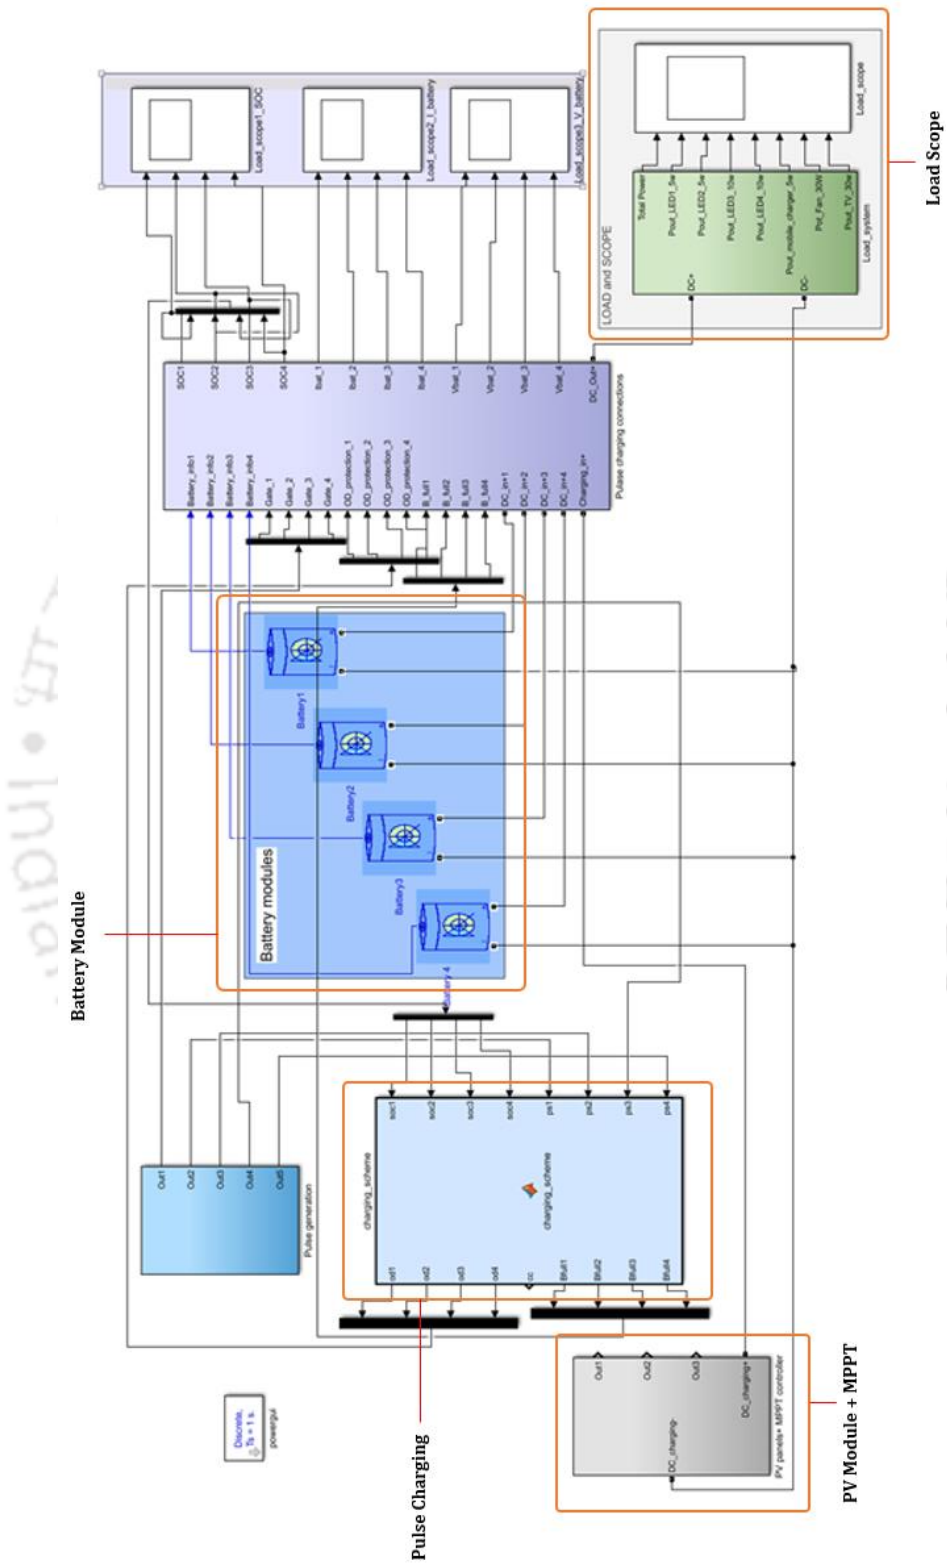 Load_scope1_SOC
Load_scope2_I_battery
Load_scope3_V_battery
LOAD and SCOPE
Load_scope
Total Power
Pout_LED1_5w
Pout_LED2_5w
Pout_LED3_10w
Pout_LED4_10w
Pout_mobile_charger_5w
Pot_Fan_30W
Pout_TV_30w
DC+
DC-
Load_system
Load Scope
SOC1
SOC2
SOC3
SOC4
Ibat_1
Ibat_2
Ibat_3
Ibat_4
Vbat_1
Vbat_2
Vbat_3
Vbat_4
DC_Out+
Battery_info1
Battery_info2
Battery_info3
Battery_info4
Gate_1
Gate_2
Gate_3
Gate_4
OD_protection_1
OD_protection_2
OD_protection_3
OD_protection_4
B_full1
B_full2
B_full3
B_full4
DC_in+1
DC_in+2
DC_in+3
DC_in+4
Charging_in+
Pulase charging connections
Battery Module
Battery modules
Battery1
Battery2
Battery3
Battery 4
Out1
Out2
Out3
Out4
Out5
Pulse generation
charging_scheme
charging_scheme
soc1
soc2
soc3
soc4
ps1
ps2
ps3
ps4
od1
od2
od3
od4
cc
Bfull1
Bfull2
Bfull3
Bfull4
Pulse Charging
Discrete,
Ts = 1 s.
powergui
Out1
Out2
Out3
DC_charging+
DC_charging-
PV panels+ MPPT controller
PV Module + MPPT